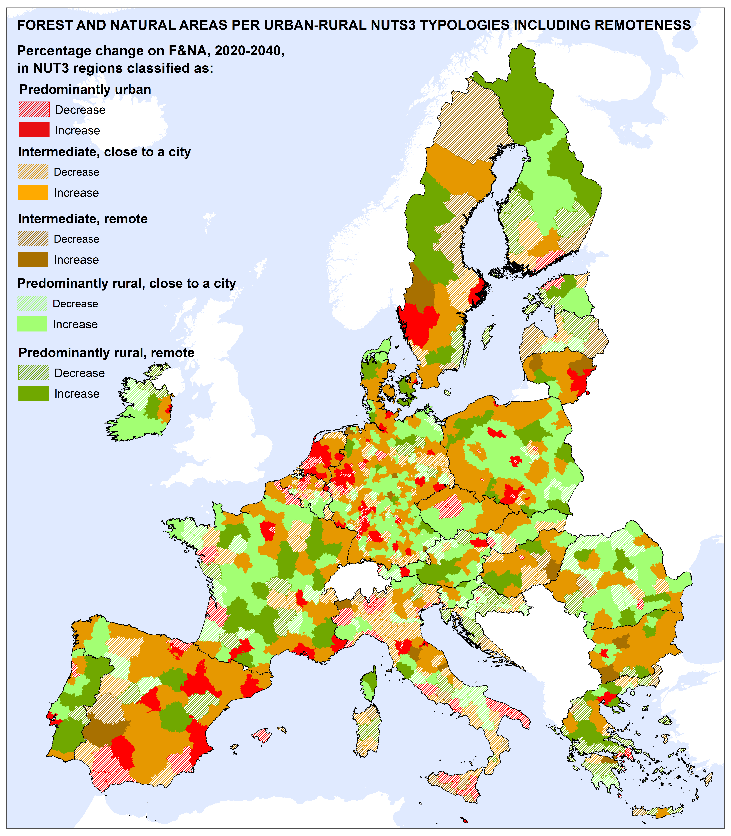 FOREST AND NATURAL AREAS PER URBAN-RURAL NUTS3 TYPOLOGIES INCLUDING REMOTENESS
Percentage change on F&NA, 2020-2040,
in NUT3 regions classified as:
Predominantly urban
Decrease
Increase
Intermediate, close to a city
Decrease
Increase
Intermediate, remote
Decrease
Increase
Predominantly rural, close to a city
Decrease
Increase
Predominantly rural, remote
Decrease
Increase